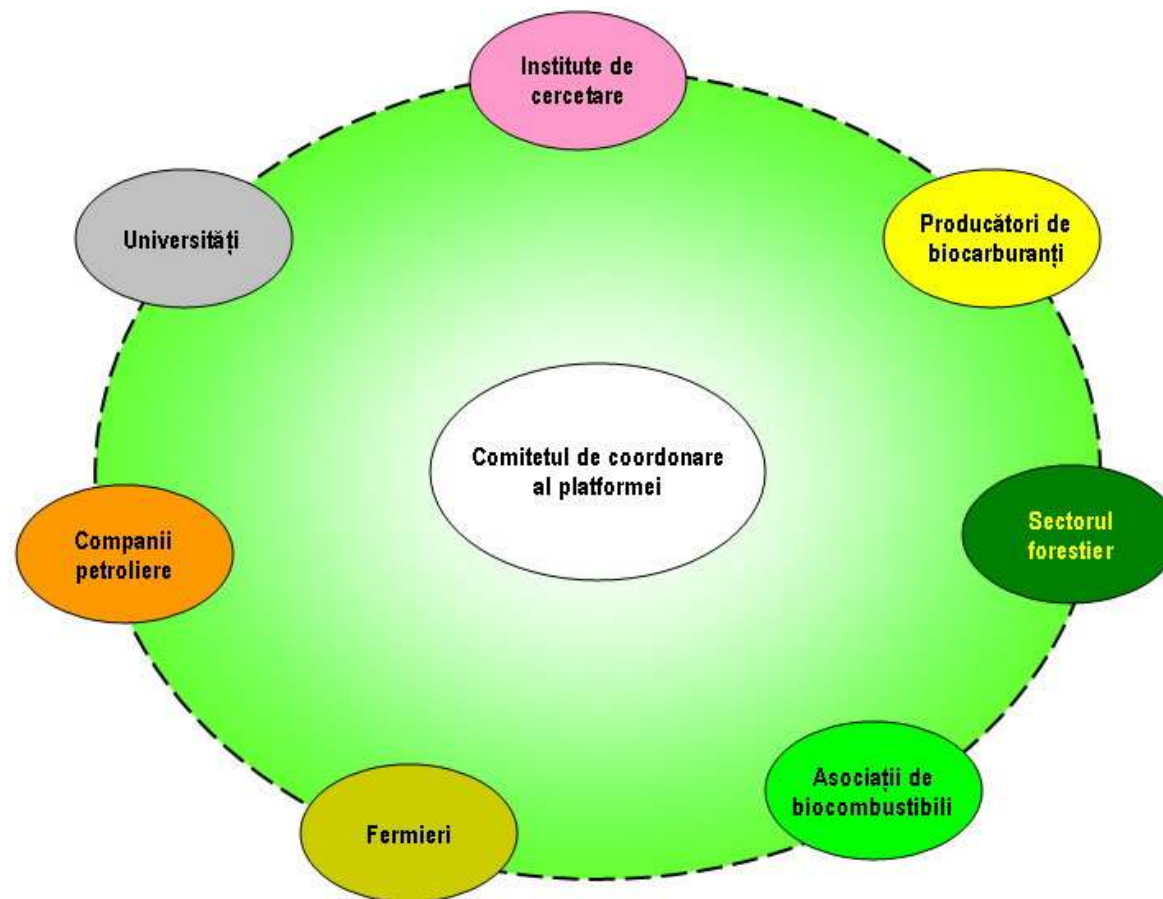 Institute de
cercetare
Universități
Producători de
biocarburanți
Comitetul de coordonare
al platformei
Companii
petroliere
Sectorul
forestier
Asociații de
biocombustibili
Fermieri